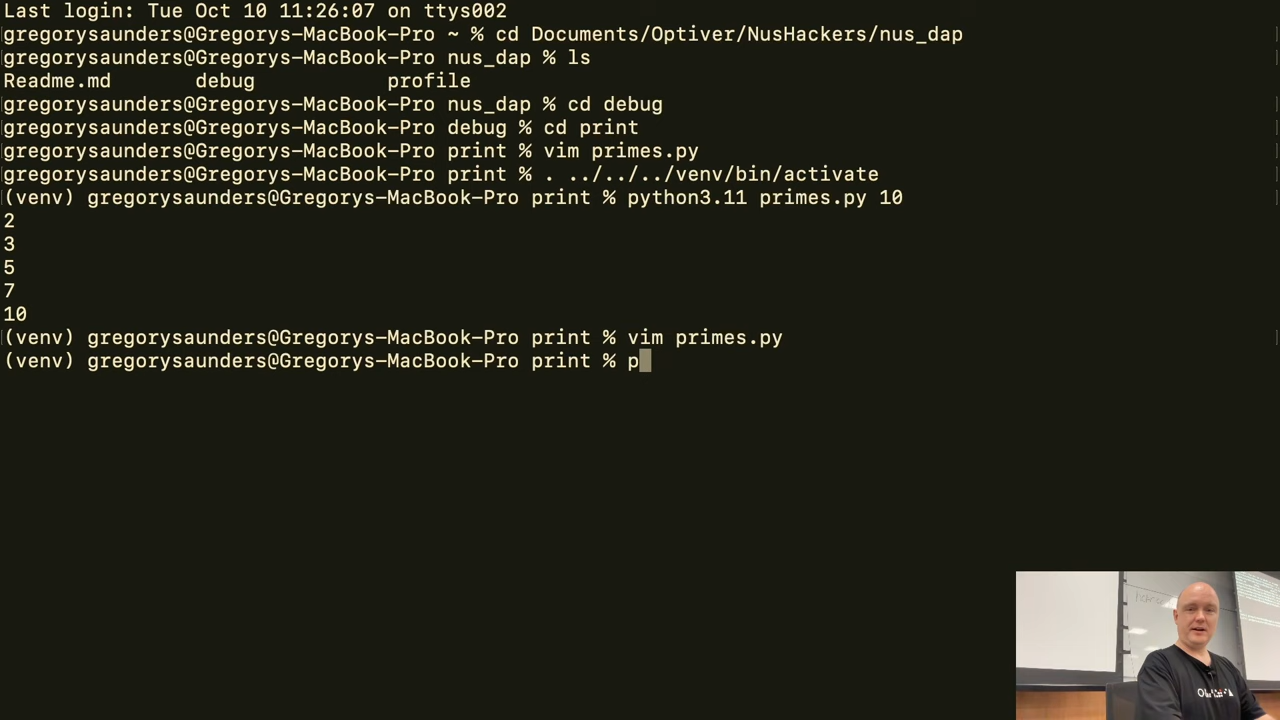 Last login: Tue Oct 10 11:26:07 on ttys002
gregorysaunders@Gregorys-MacBook-Pro ~ % cd Documents/Optiver/NusHackers/nus_dap
gregorysaunders@Gregorys-MacBook-Pro nus_dap % ls
Readme.md debug profile
gregorysaunders@Gregorys-MacBook-Pro nus_dap % cd debug
gregorysaunders@Gregorys-MacBook-Pro debug % cd print
gregorysaunders@Gregorys-MacBook-Pro print % vim primes.py
gregorysaunders@Gregorys-MacBook-Pro print % . ../../../venv/bin/activate
(venv) gregorysaunders@Gregorys-MacBook-Pro print % python3.11 primes.py 10
2
3
5
7
10
(venv) gregorysaunders@Gregorys-MacBook-Pro print % vim primes.py
(venv) gregorysaunders@Gregorys-MacBook-Pro print % p